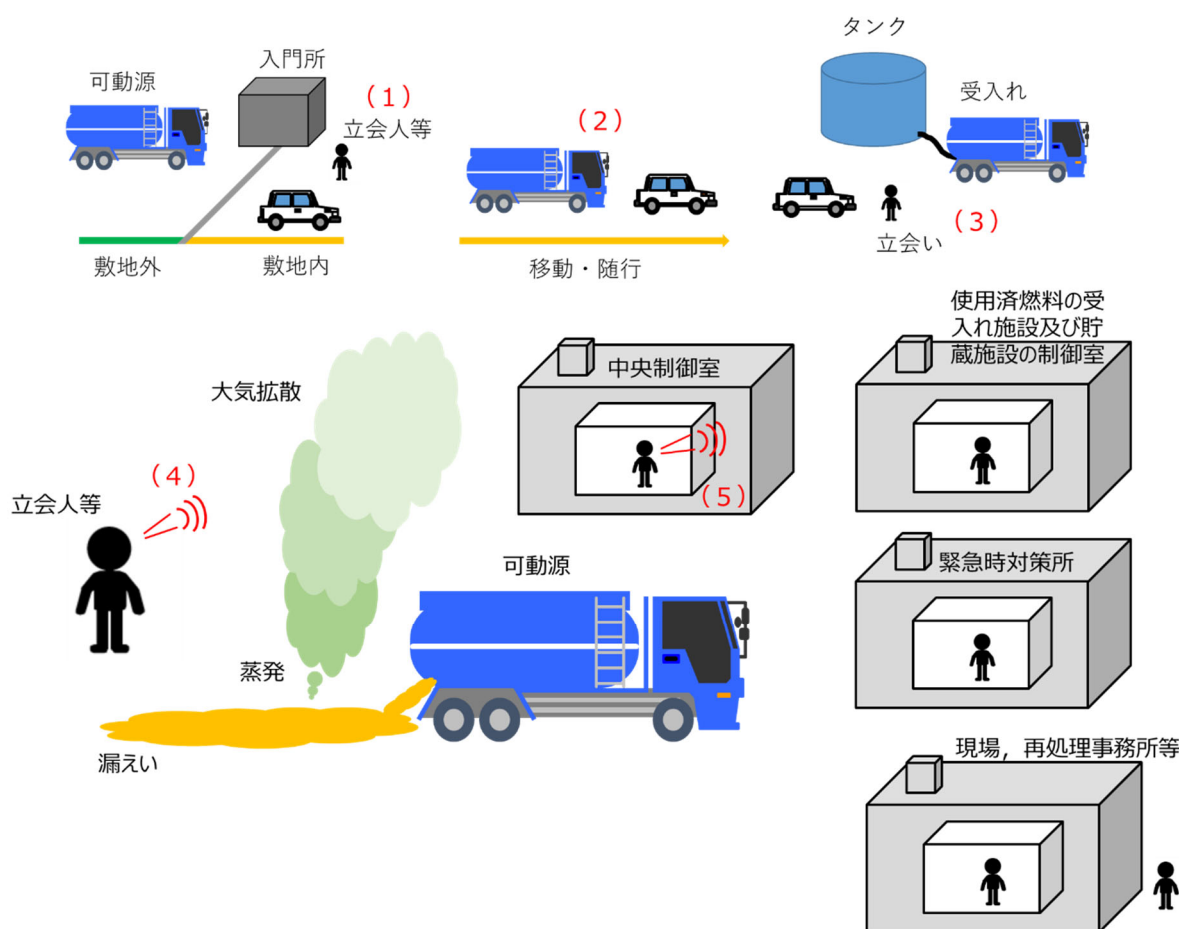 タンク
入門所
可動源
（１）
立会人等
（２）
受入れ
（３）
立会い
敷地外
敷地内
移動・随行
使用済燃料の受
入れ施設及び貯
蔵施設の制御室
中央制御室
大気拡散
（４）
立会人等
（５）
緊急時対策所
可動源
蒸発
漏えい
現場，再処理事務所等